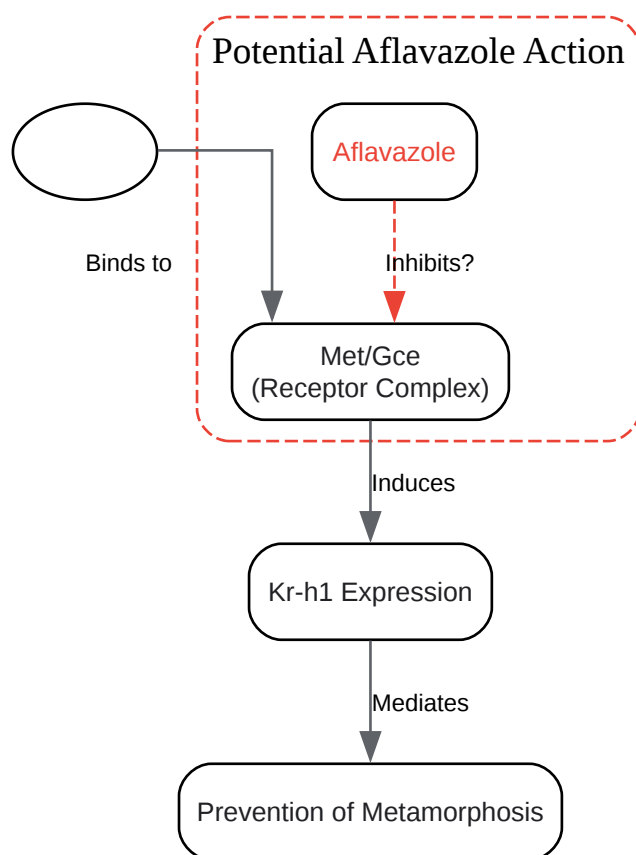 Potential Aflavazole Action
Aflavazole
Binds to
Inhibits?
Met/Gce
(Receptor Complex)
Induces
Kr-h1 Expression
Mediates
Prevention of Metamorphosis